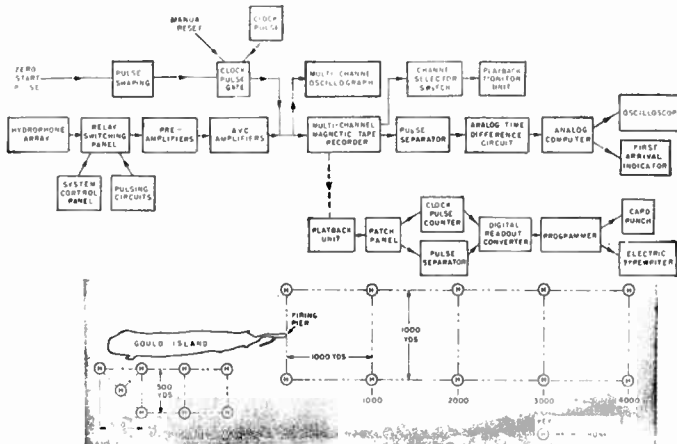 MANUA
RESET
CLOCK
PULSE
ZERO
START
PULSE
SHAPING
CLOCK
PULSE
GATE
MULTI-CHANNEL
OSCILLOGRAPH
CHANNEL
SELECTOR
SWITCH
PLAYBACK
MONITOR
UNIT
HYDROPHONE
ARRAY
RELAY
SWITCHING
PANEL
PRE-
AMPLIFIERS
AVC
AMPLIFIERS
MULTI-CHANNEL
MAGNETIC TAPE
RECORDER
PULSE
SEPARATOR
ANALOG TIME
DIFFERENCE
CIRCUIT
ANALOG
COMPUTER
OSCILLOSCOP
FIRST
ARRIVAL
INDICATOR
SYSTEM
CONTROL
PANEL
PULSING
CIRCUITS
PLAYBACK
UNIT
PATCH
PANEL
CLOCK
PULSE
COUNTER
PULSE
SEPARATOR
DIGITAL
READOUT
CONVERTER
PROGRAMMER
CARD
PUNCH
ELECTRIC
TYPEWRITER
H H H H H
FIRING
PIER
GOULD ISLAND
1000
YDS
1000 YDS
H H H H
H H H H H
500
YDS
H H H
1000 2000 3000 4000
KEY
H